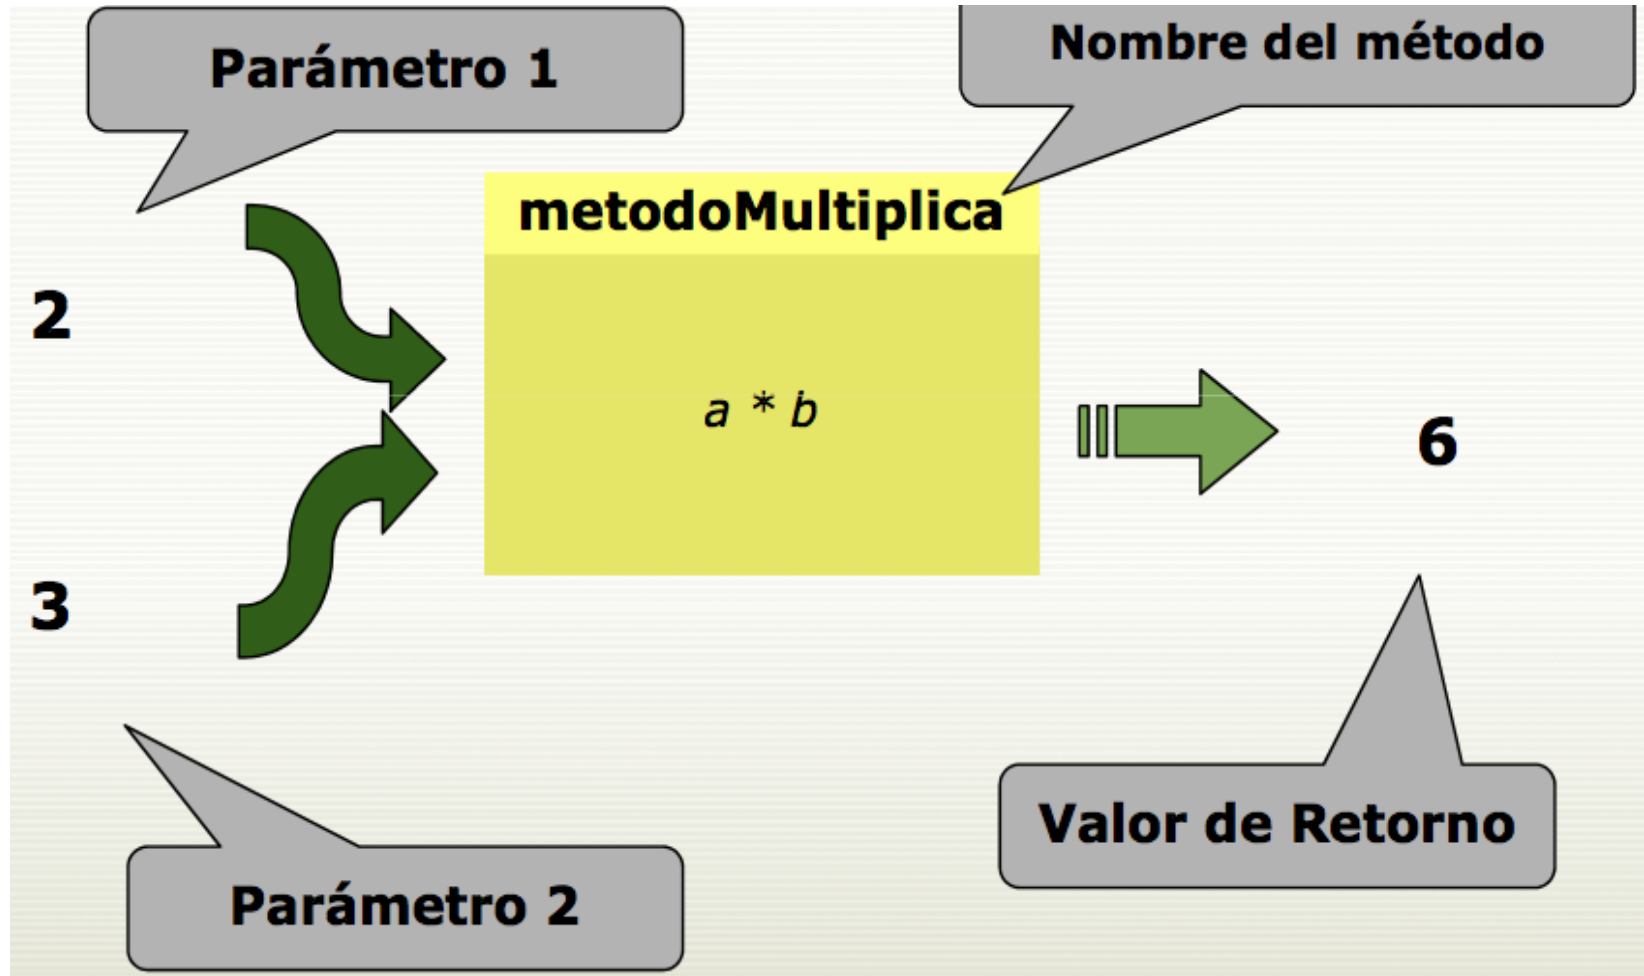 Parámetro 1
Nombre del método
metodoMultiplica
2
a * b
6
3
Valor de Retorno
Parámetro 2